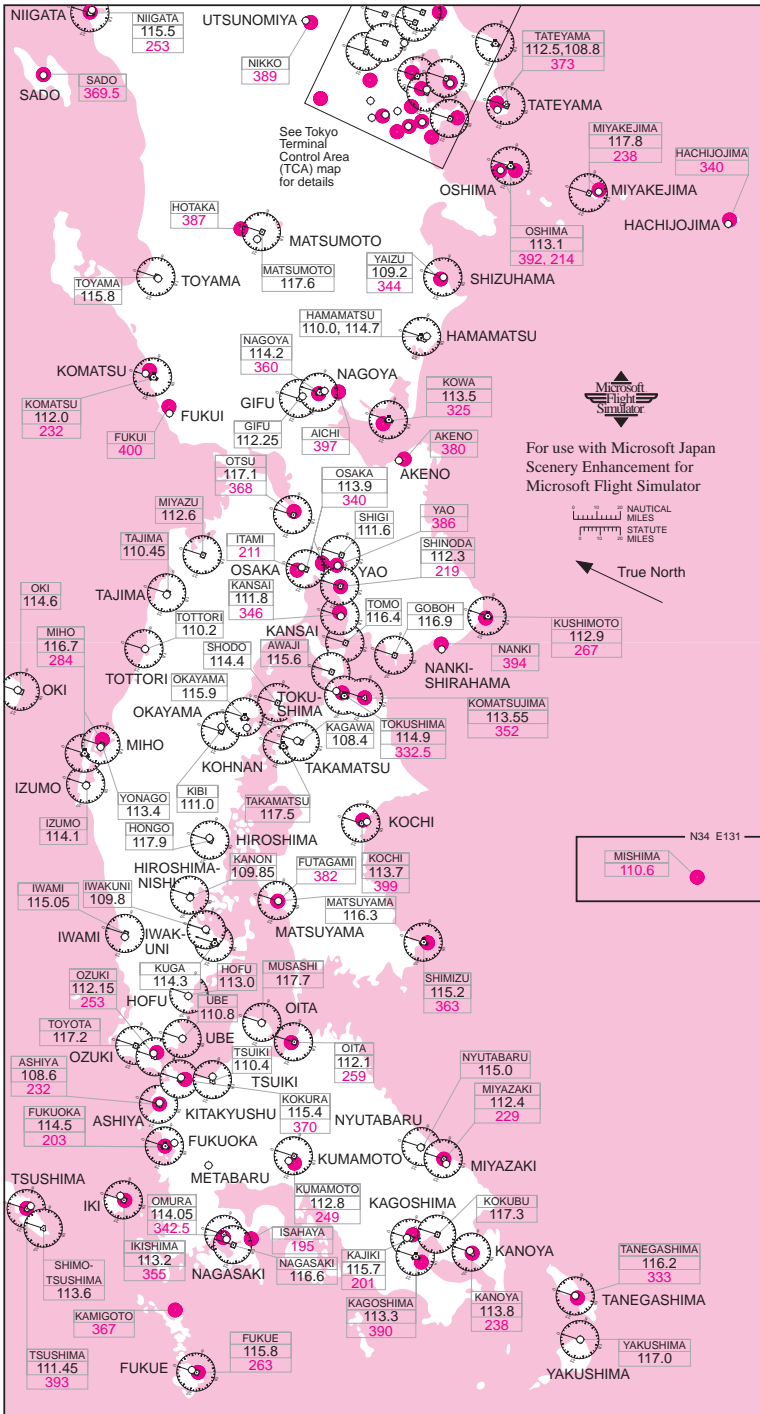 NIIGATA
NIIGATA
115.5
253
UTSUNOMIYA
NIKKO
389
SADO
SADO
369.5
TATEYAMA
112.5,108.8
373
TATEYAMA
See Tokyo
Terminal
Control Area
(TCA) map
for details
MIYAKEJIMA
117.8
238
MIYAKEJIMA
HACHIJOJIMA
340
HACHIJOJIMA
OSHIMA
OSHIMA
113.1
392, 214
HOTAKA
387
MATSUMOTO
MATSUMOTO
117.6
TOYAMA
TOYAMA
115.8
YAIZU
109.2
344
SHIZUHAMA
HAMAMATSU
110.0, 114.7
HAMAMATSU
KOMATSU
KOMATSU
112.0
232
FUKUI
FUKUI
400
NAGOYA
114.2
360
NAGOYA
GIFU
GIFU
112.25
AICHI
397
KOWA
113.5
325
AKENO
380
AKENO
Microsoft
Flight
Simulator
For use with Microsoft Japan
Scenery Enhancement for
Microsoft Flight Simulator
0 10 20
NAUTICAL
MILES
STATUTE
MILES
0 10 20
True North
OTSU
117.1
368
OSAKA
113.9
340
SHIGI
111.6
YAO
386
MIYAZU
112.6
TAJIMA
110.45
TAJIMA
ITAMI
211
OSAKA
YAO
SHINODA
112.3
219
KANSAI
111.8
346
KANSAI
OKI
114.6
OKI
TOTTORI
110.2
TOTTORI
TOMO
116.4
GOBOH
116.9
KUSHIMOTO
112.9
267
NANKI
394
NANKI-
SHIRAHAMA
MIHO
116.7
284
MIHO
SHODO
114.4
AWAJI
115.6
OKAYAMA
115.9
OKAYAMA
TOKU-
SHIMA
KOMATSUJIMA
113.55
352
TOKUSHIMA
114.9
332.5
KAGAWA
108.4
TAKAMATSU
KOHNAN
TAKAMATSU
117.5
KIBI
111.0
YONAGO
113.4
IZUMO
IZUMO
114.1
HONGO
117.9
HIROSHIMA
KOCHI
KOCHI
113.7
399
N34 E131
MISHIMA
110.6
HIROSHIMA-
NISHI
KANON
109.85
FUTAGAMI
382
MATSUYAMA
116.3
MATSUYAMA
IWAMI
115.05
IWAMI
IWAKUNI
109.8
IWAK-
UNI
SHIMIZU
115.2
363
KUGA
114.3
HOFU
113.0
HOFU
MUSASHI
117.7
OZUKI
112.15
253
UBE
110.8
UBE
OITA
OITA
112.1
259
TOYOTA
117.2
OZUKI
TSUIKI
110.4
TSUIKI
ASHIYA
108.6
232
ASHIYA
KITAKYUSHU
KOKURA
115.4
370
NYUTABARU
115.0
NYUTABARU
MIYAZAKI
112.4
229
MIYAZAKI
FUKUOKA
114.5
203
FUKUOKA
METABARU
KUMAMOTO
KUMAMOTO
112.8
249
TSUSHIMA
IKI
OMURA
114.05
342.5
IKISHIMA
113.2
355
NAGASAKI
ISAHAYA
195
NAGASAKI
116.6
KAGOSHIMA
KOKUBU
117.3
KAJIKI
115.7
201
KAGOSHIMA
113.3
390
KANOYA
KANOYA
113.8
238
TANEGASHIMA
116.2
333
TANEGASHIMA
SHIMO-
TSUSHIMA
113.6
TSUSHIMA
111.45
393
KAMIGOTO
367
FUKUE
FUKUE
115.8
263
YAKUSHIMA
YAKUSHIMA
117.0